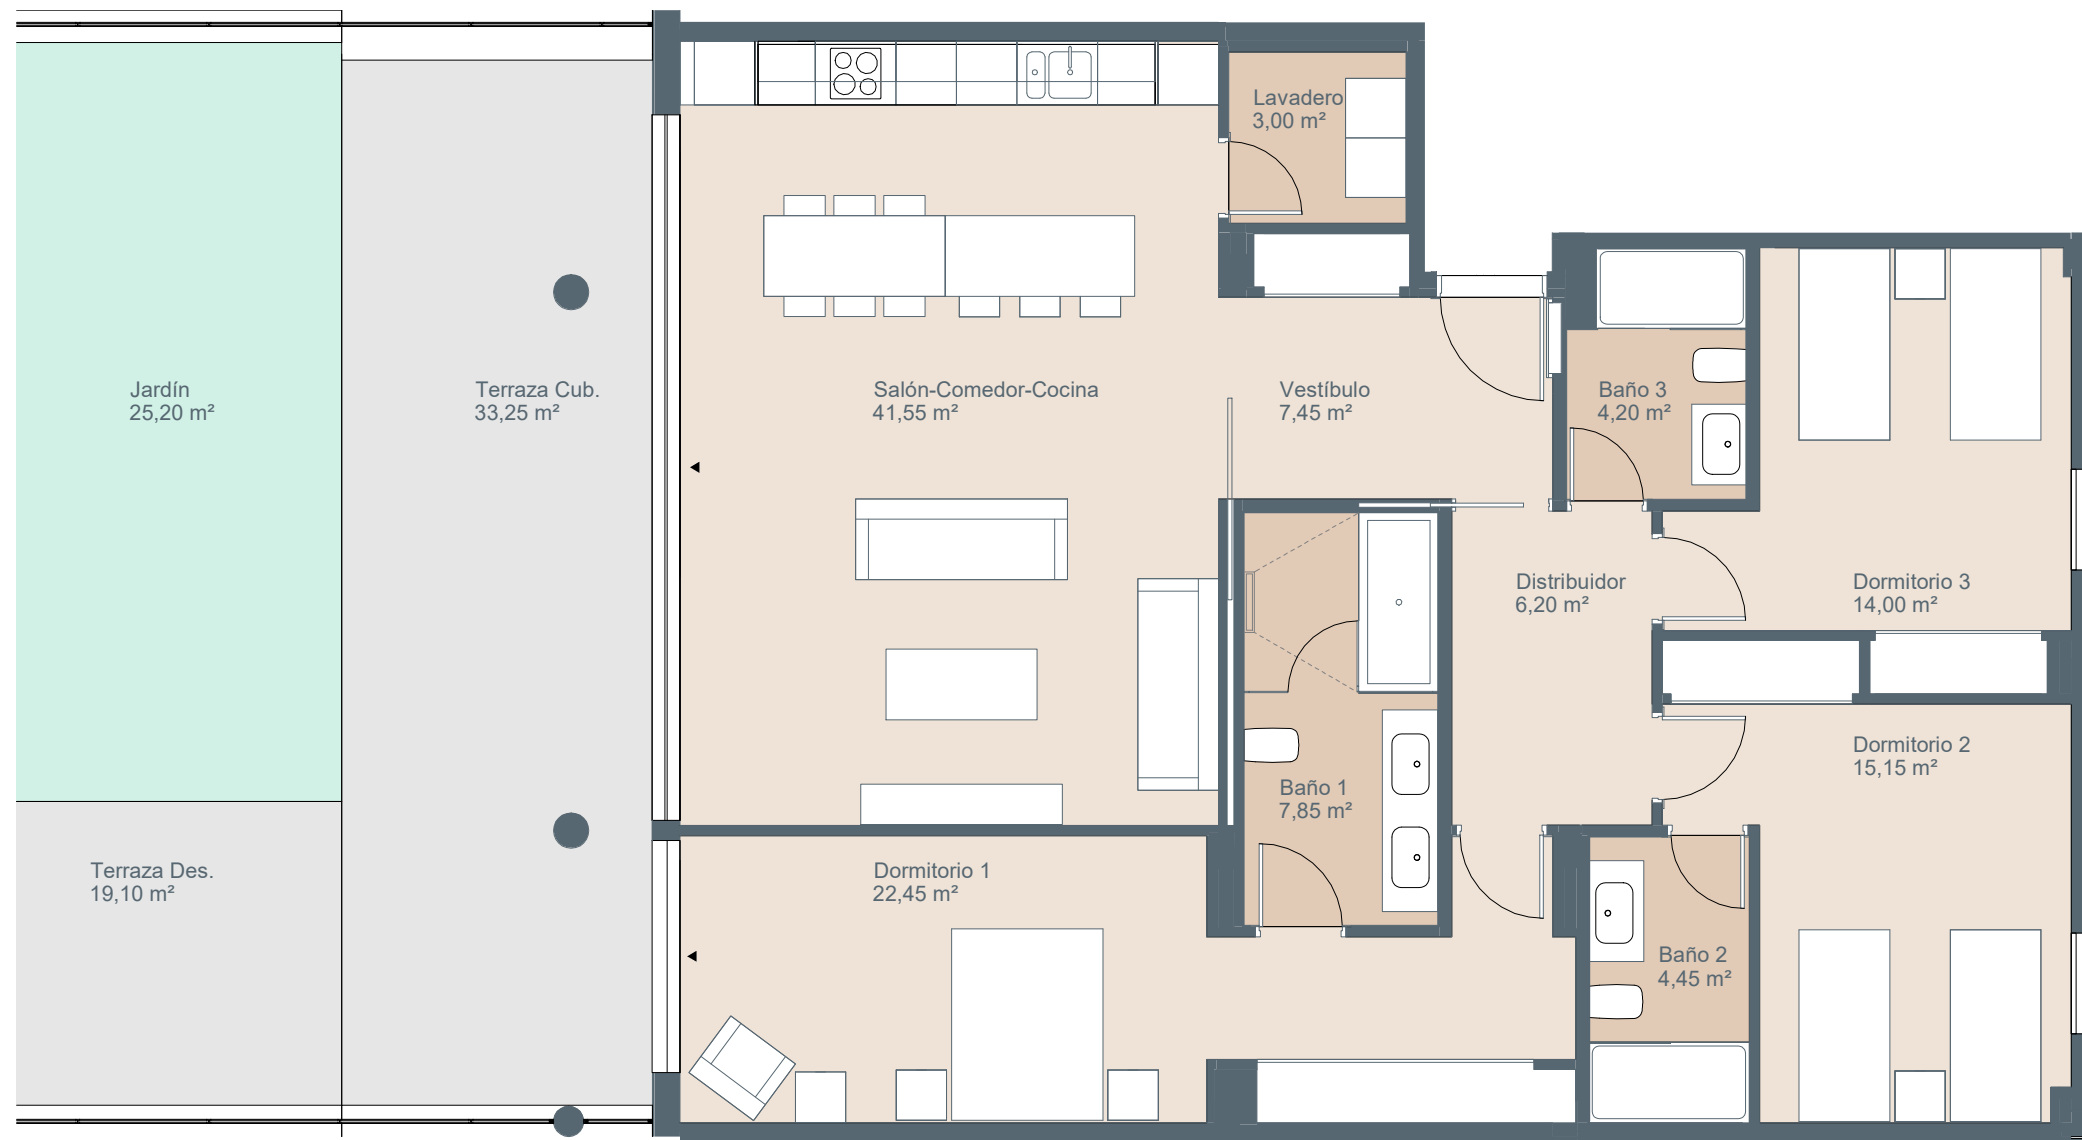 Lavadero
3,00 m²
Jardín
25,20 m²
Terraza Cub.
33,25 m²
Salón-Comedor-Cocina
41,55 m²
Vestíbulo
7,45 m²
Baño 3
4,20 m²
Distribuidor
6,20 m²
Dormitorio 3
14,00 m²
Dormitorio 2
15,15 m²
Baño 1
7,85 m²
Terraza Des.
19,10 m²
Dormitorio 1
22,45 m²
Baño 2
4,45 m²